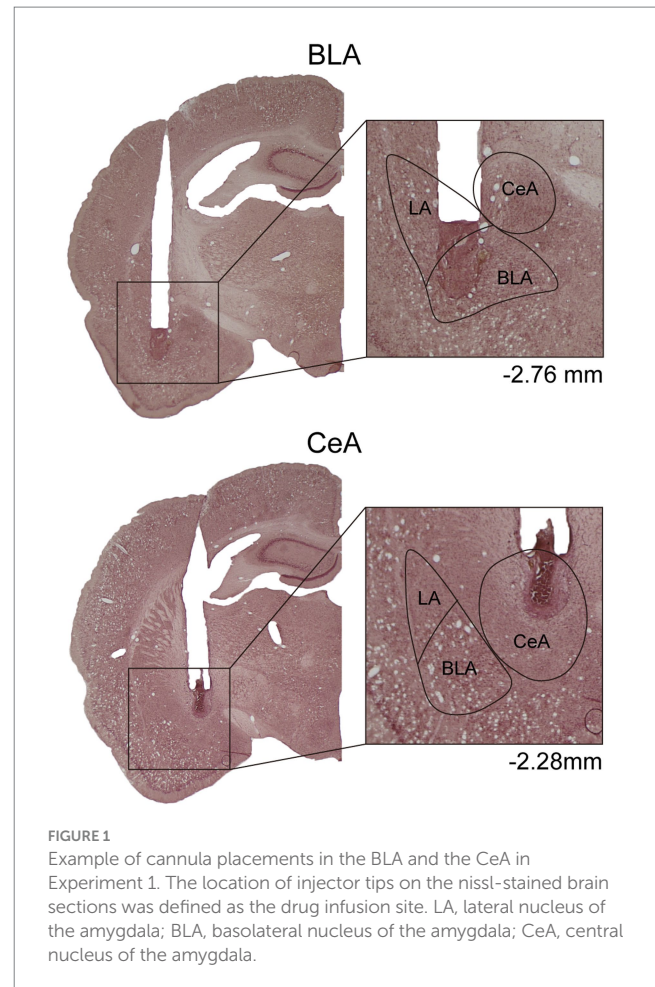 BLA
CeA
LA
BLA
-2.76 mm
CeA
LA
CeA
BLA
-2.28mm
FIGURE 1
Example of cannula placements in the BLA and the CeA in
Experiment 1. The location of injector tips on the nissl-stained brain
sections was defined as the drug infusion site. LA, lateral nucleus of
the amygdala; BLA, basolateral nucleus of the amygdala; CeA, central
nucleus of the amygdala.